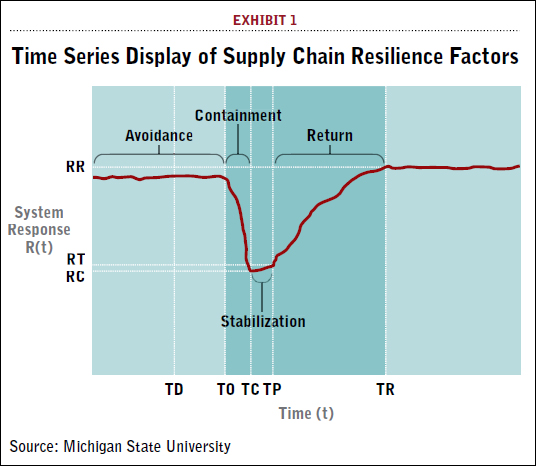 EXHIBIT 1
Time Series Display of Supply Chain Resilience Factors
Containment
Avoidance
Return
RR
System
Response
R(t)
RT
RC
Stabilization
TD TO TC TP TR
Time (t)
Source: Michigan State University